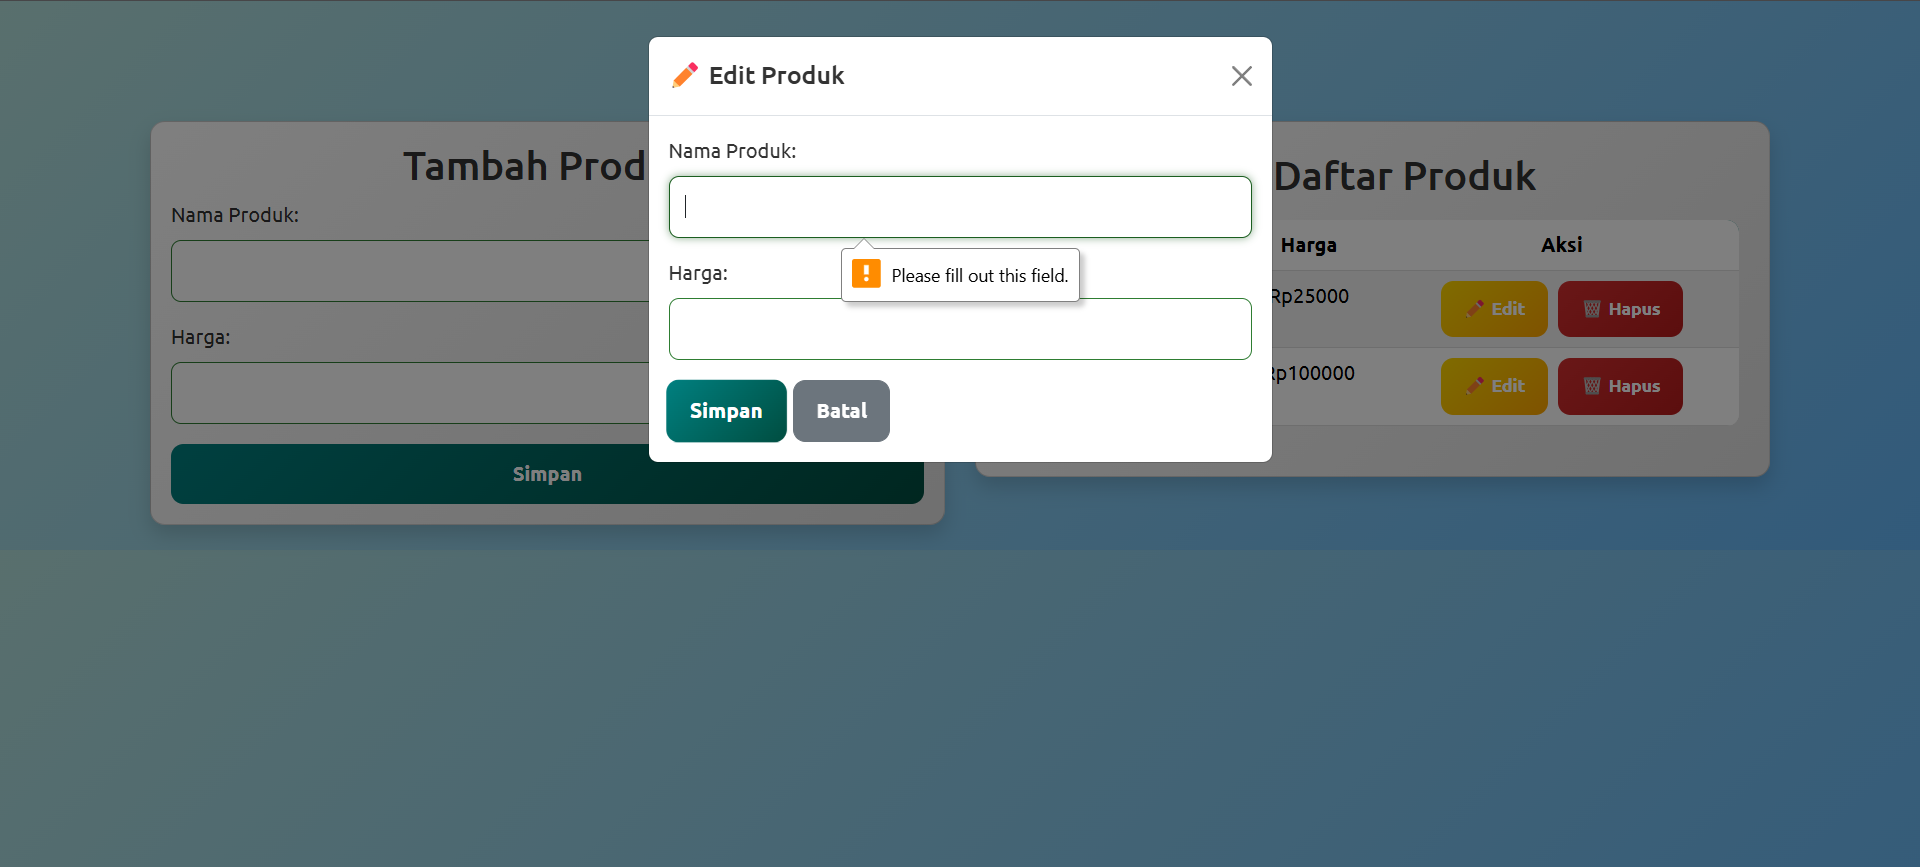 Edit Produk
Nama Produk:
Please fill out this field.
Harga:
Simpan
Batal
Tambah Prod
Nama Produk:
Harga:
Simpan
Daftar Produk
Harga Aksi
Rp25000 Edit Hapus
Rp100000 Edit Hapus